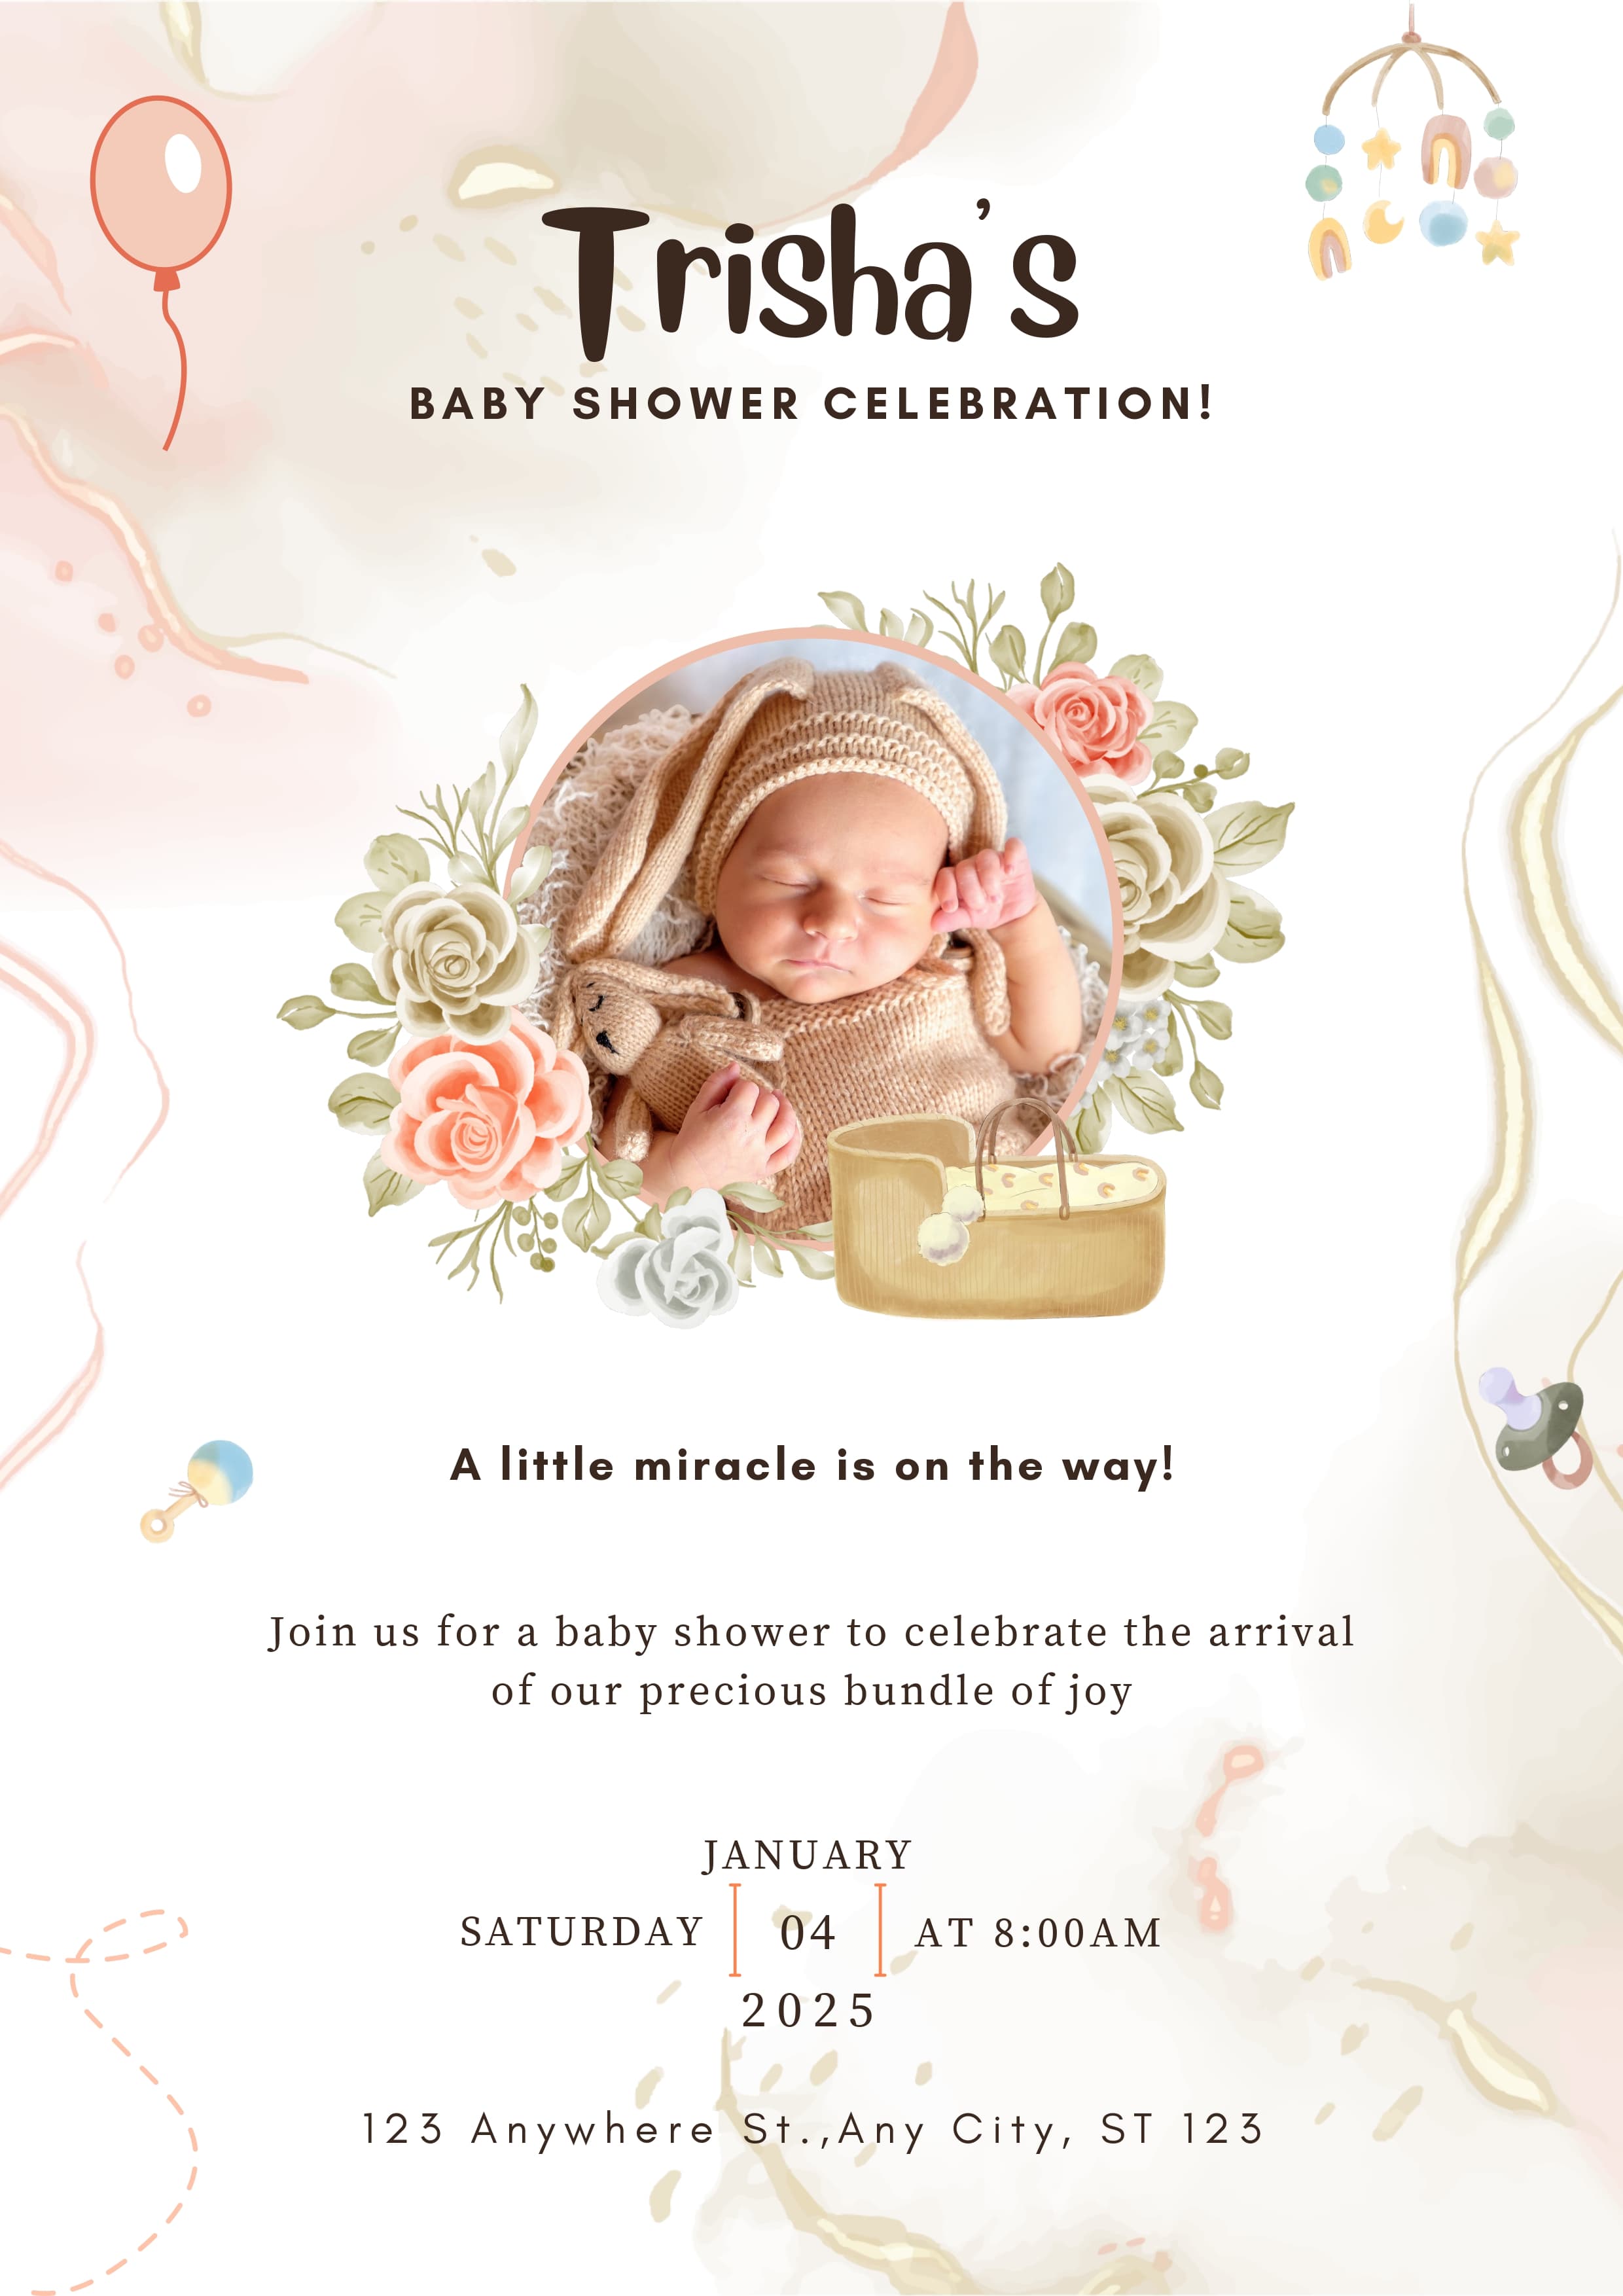 Trisha's
BABY SHOWER CELEBRATION!
A little miracle is on the way!
Join us for a baby shower to celebrate the arrival
of our precious bundle of joy
JANUARY
SATURDAY 04 AT 8:00AM
2025
123 Anywhere St.,Any City, ST 123